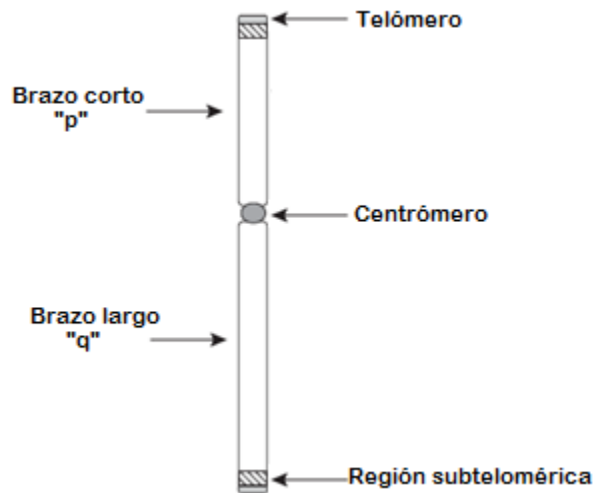 Telómero
Brazo corto
"p"
Centrómero
Brazo largo
"q"
Región subtelomérica